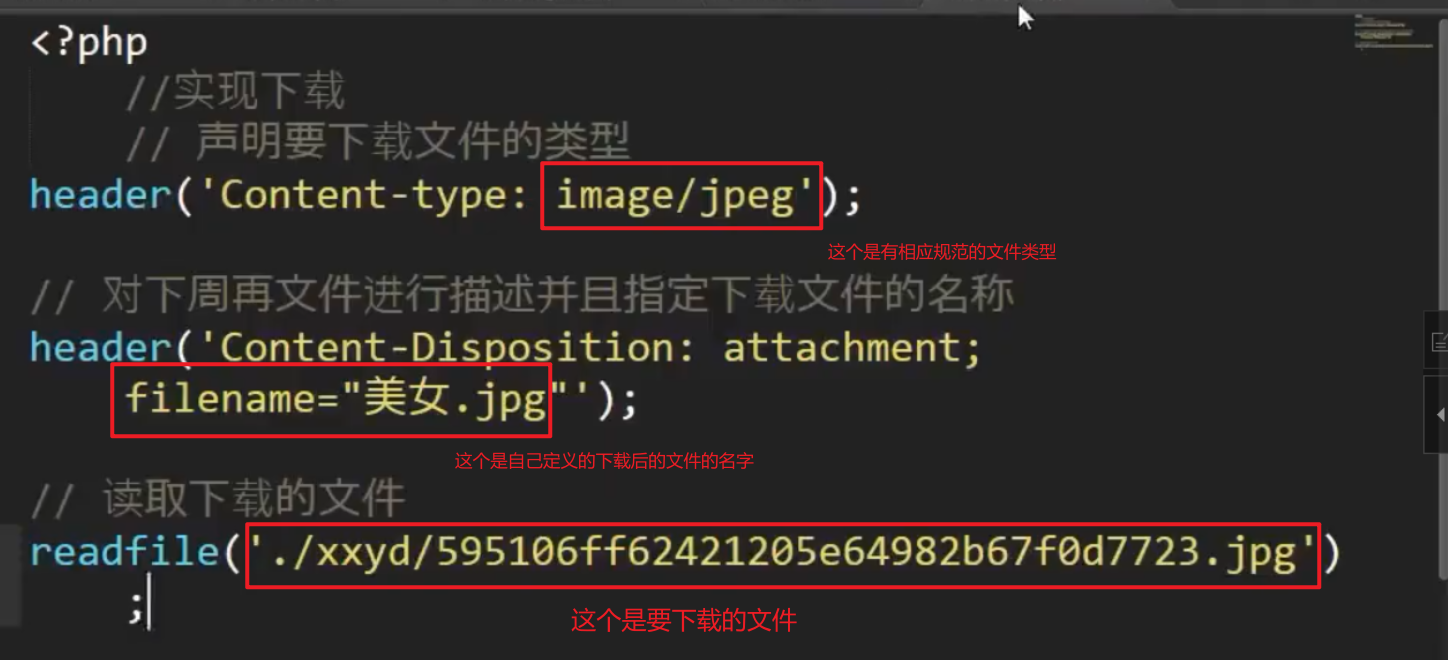 <?php
//实现下载
// 声明要下载文件的类型
header('Content-type: image/jpeg');
这个是有相应规范的文件类型
// 对下周再文件进行描述并且指定下载文件的名称
header('Content-Disposition: attachment;
filename="美女.jpg"');
这个是自己定义的下载后的文件的名字
// 读取下载的文件
readfile('./xxyd/595106ff62421205e64982b67f0d7723.jpg')
;
这个是要下载的文件